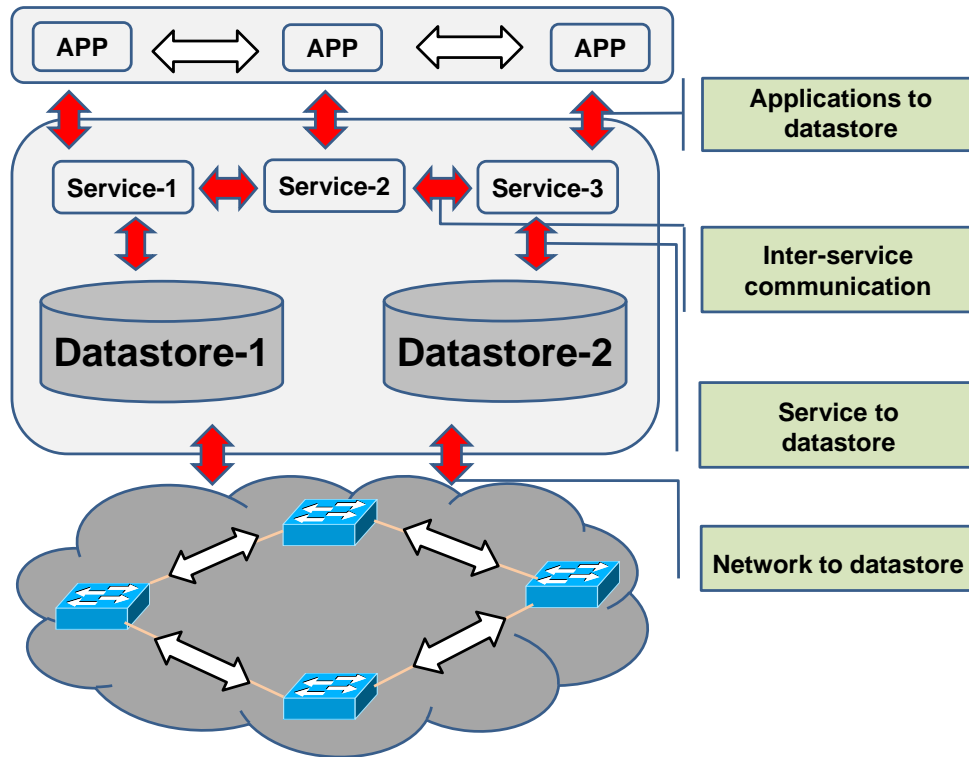 APP
APP
APP
Applications to
datastore
Service-1
Service-2
Service-3
Inter-service
communication
Datastore-1
Datastore-2
Service to
datastore
Network to datastore